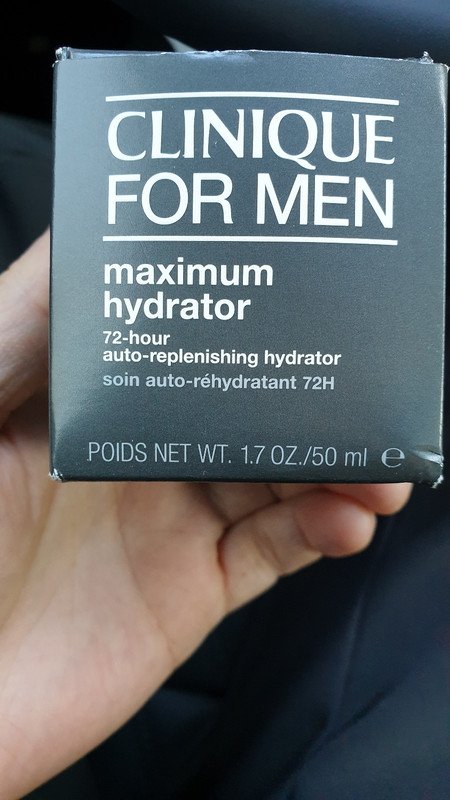 CLINIQUE
FOR MEN
maximum
hydrator
72-hour
auto-replenishing hydrator
soin auto-réhydratant 72H
POIDS NET WT. 1.7 OZ./50 ml ℮